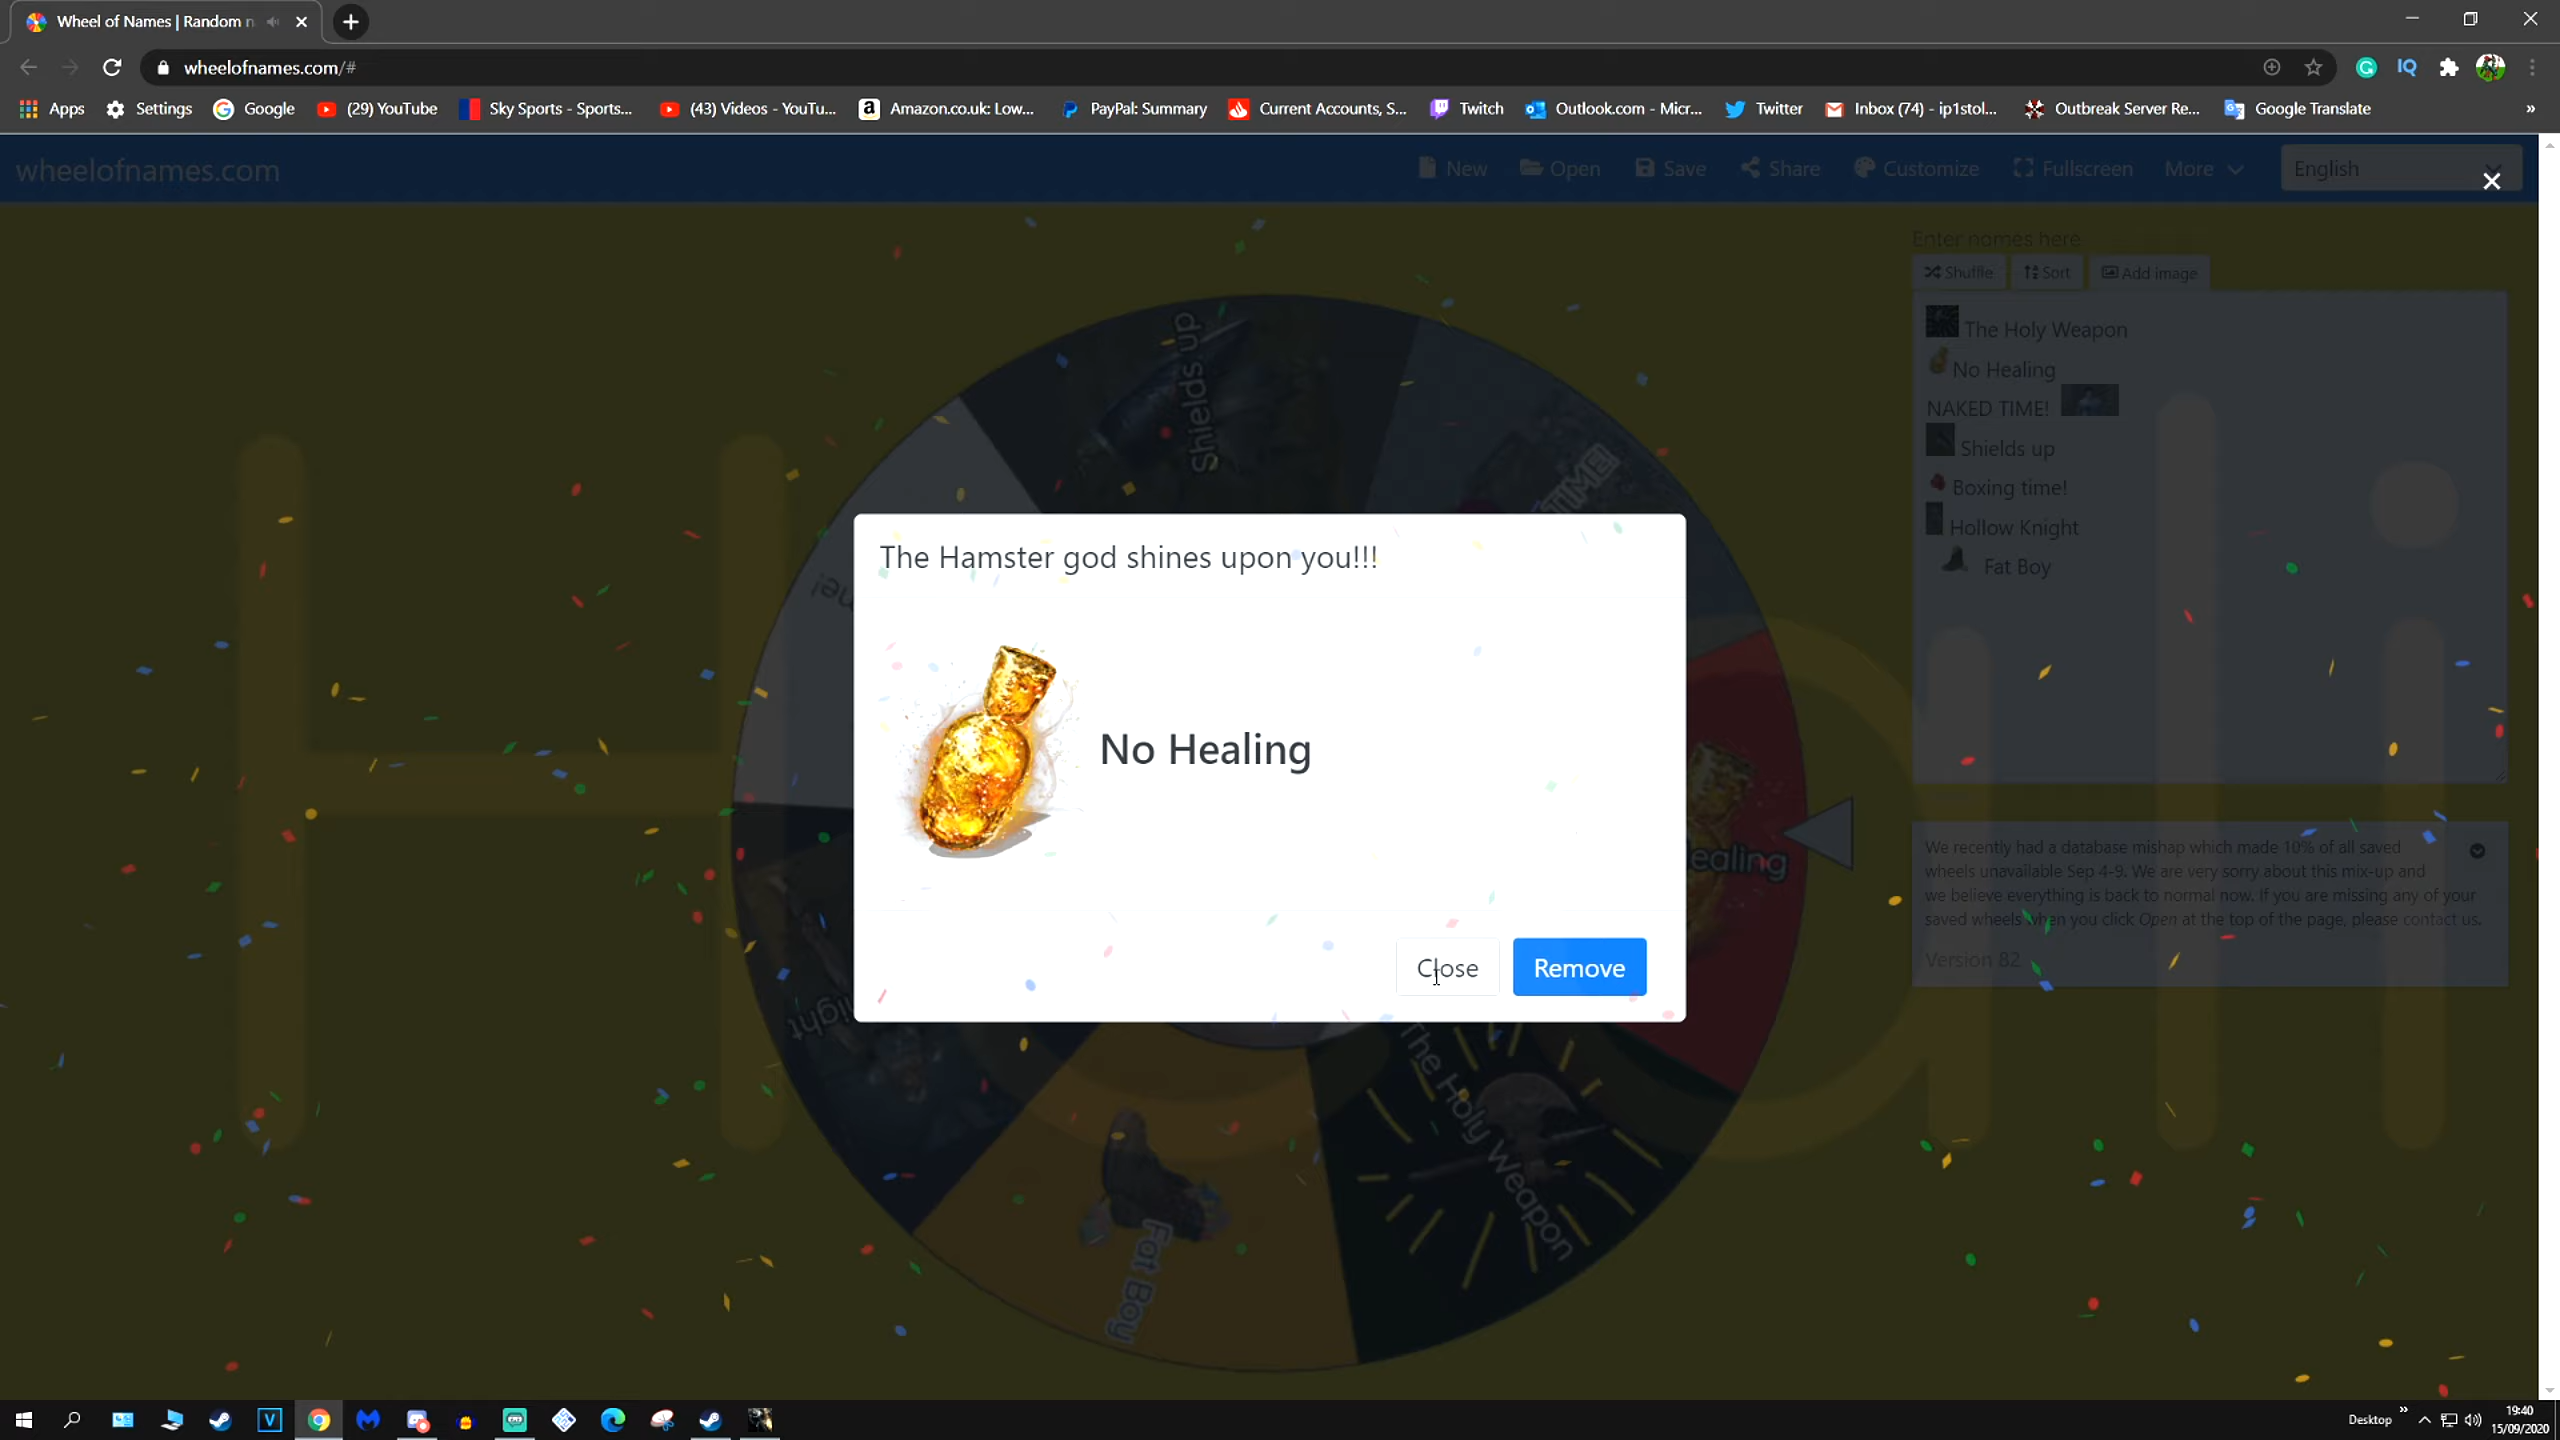 Wheel of Names | Random n
wheelofnames.com/#
Apps
Settings
Google
(29) YouTube
Sky Sports - Sports...
(43) Videos - YouTu...
Amazon.co.uk: Low...
PayPal: Summary
Current Accounts, S...
Twitch
Outlook.com - Micr...
Twitter
Inbox (74) - ip1stol...
Outbreak Server Re...
Google Translate
»
wheelofnames.com
New
Open
Save
Share
Customize
Fullscreen
More
English
Enter names here
Shuffle
Sort
Add image
The Holy Weapon
No Healing
NAKED TIME!
Shields up
Boxing time!
Hollow Knight
Fat Boy
Shields up
TIME!
ealing
The Holy Weapon
Fat Boy
The Hamster god shines upon you!!!
No Healing
Close
Remove
We recently had a database mishap which made 10% of all saved
wheels unavailable Sep 4-9. We are very sorry about this mix-up and
we believe everything is back to normal now. If you are missing any of your
saved wheels when you click Open at the top of the page, please contact us.
Version 82
Desktop
19:40
15/09/2020